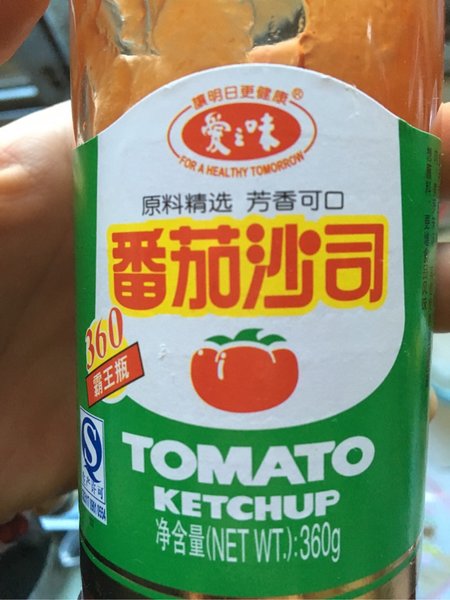 讓明日更健康®
愛之味
FOR A HEALTHY TOMORROW
原料精选 芳香可口
番茄沙司
360
霸王瓶
TOMATO
KETCHUP
净含量(NET WT.):360g